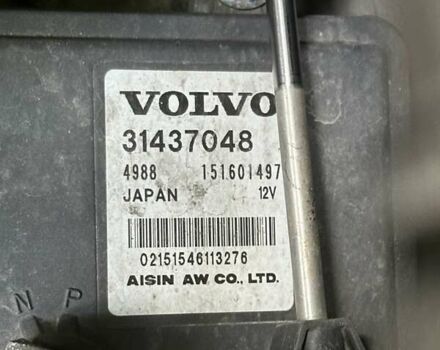 VOLVO
31437048
4988 151601497
JAPAN 12V
02151546113276
AISIN AW CO., LTD.
N P